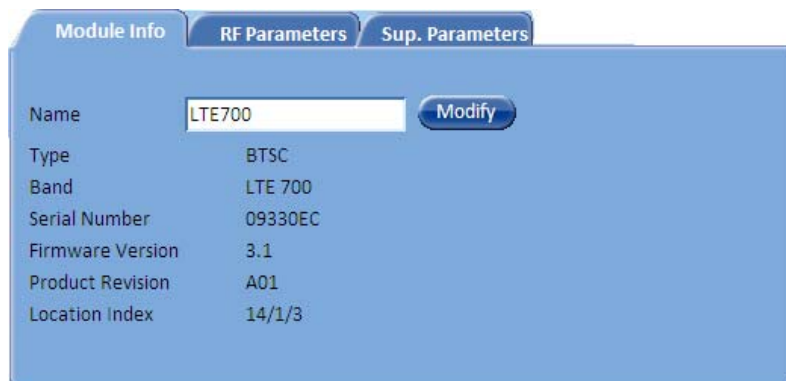 Module Info RF Parameters Sup. Parameters
Name LTE700 Modify
Type BTSC
Band LTE 700
Serial Number 09330EC
Firmware Version 3.1
Product Revision A01
Location Index 14/1/3